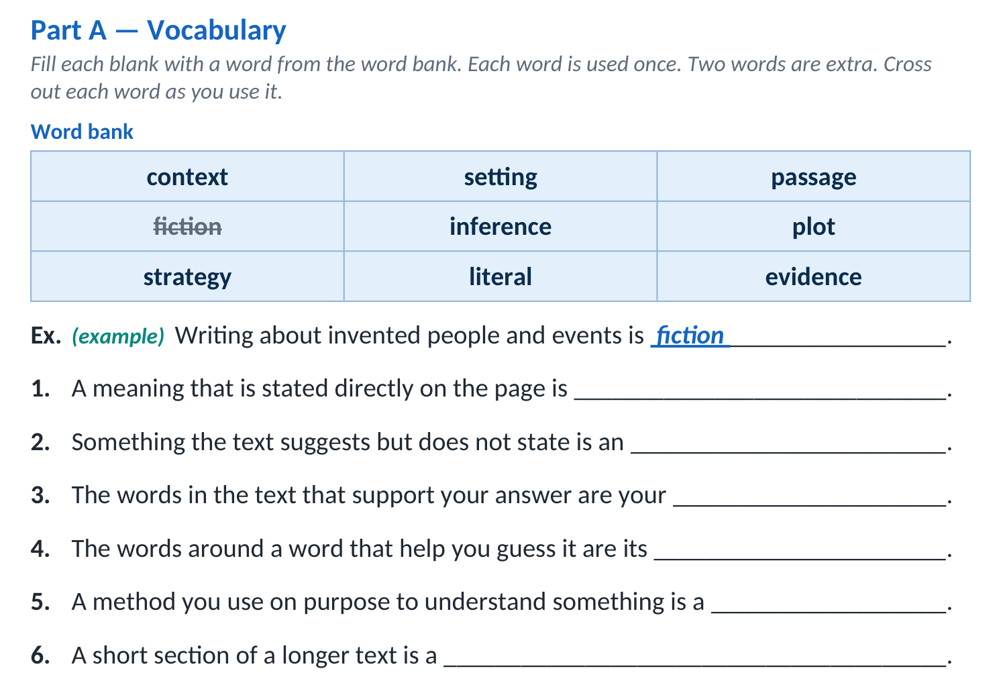 Part A — Vocabulary
Fill each blank with a word from the word bank. Each word is used once. Two words are extra. Cross
out each word as you use it.
Word bank
context setting passage
fiction inference plot
strategy literal evidence
Ex. (example) Writing about invented people and events is fiction_________________.
1. A meaning that is stated directly on the page is _____________________________.
2. Something the text suggests but does not state is an _________________________.
3. The words in the text that support your answer are your ______________________.
4. The words around a word that help you guess it are its _______________________.
5. A method you use on purpose to understand something is a ___________________.
6. A short section of a longer text is a ________________________________________.